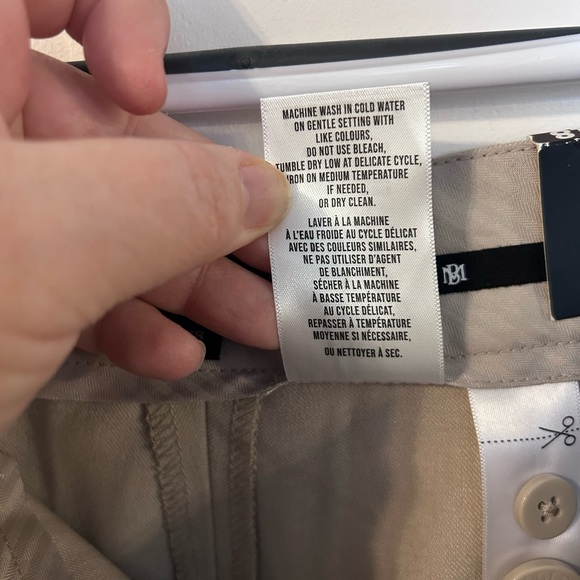 MACHINE WASH IN COLD WATER
ON GENTLE SETTING WITH
LIKE COLOURS,
DO NOT USE BLEACH,
TUMBLE DRY LOW AT DELICATE CYCLE,
IRON ON MEDIUM TEMPERATURE
IF NEEDED,
OR DRY CLEAN.
LAVER À LA MACHINE
À L'EAU FROIDE AU CYCLE DÉLICAT
AVEC DES COULEURS SIMILAIRES,
NE PAS UTILISER D'AGENT
DE BLANCHIMENT,
SÉCHER À LA MACHINE
À BASSE TEMPÉRATURE
AU CYCLE DÉLICAT,
REPASSER À TEMPÉRATURE
MOYENNE SI NÉCESSAIRE,
OU NETTOYER À SEC.